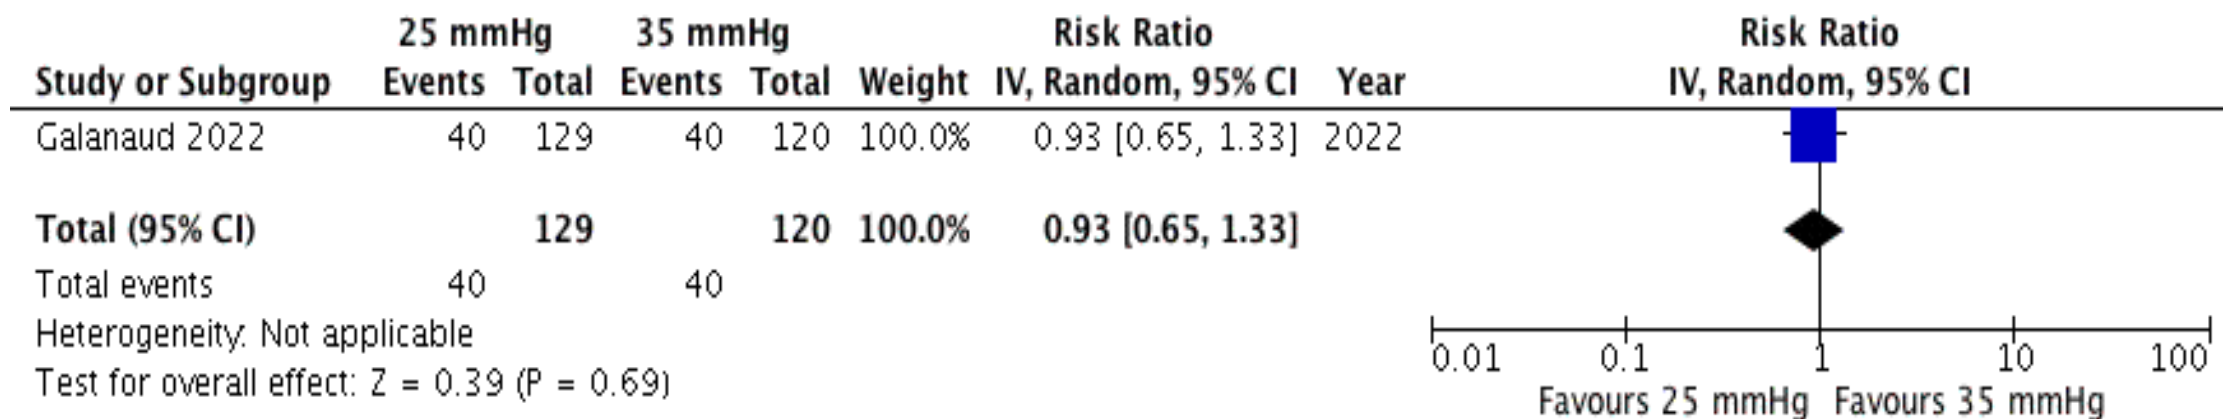 25 mmHg 35 mmHg Risk Ratio Risk Ratio
Study or Subgroup Events Total Events Total Weight IV, Random, 95% CI Year IV, Random, 95% CI
Galanaud 2022 40 129 40 120 100.0% 0.93 [0.65, 1.33] 2022
Total (95% CI) 129 120 100.0% 0.93 [0.65, 1.33]
Total events 40 40
Heterogeneity: Not applicable
0.01 0.1 1 10 100
Test for overall effect: Z = 0.39 (P = 0.69)
Favours 25 mmHg Favours 35 mmHg